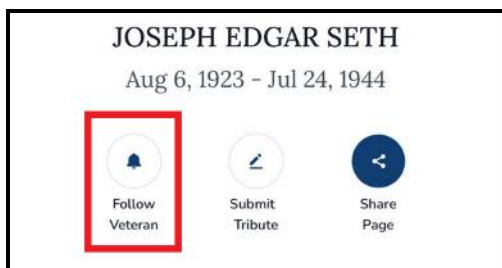 JOSEPH EDGAR SETH
Aug 6, 1923 - Jul 24, 1944
Follow Veteran
Submit Tribute
Share Page